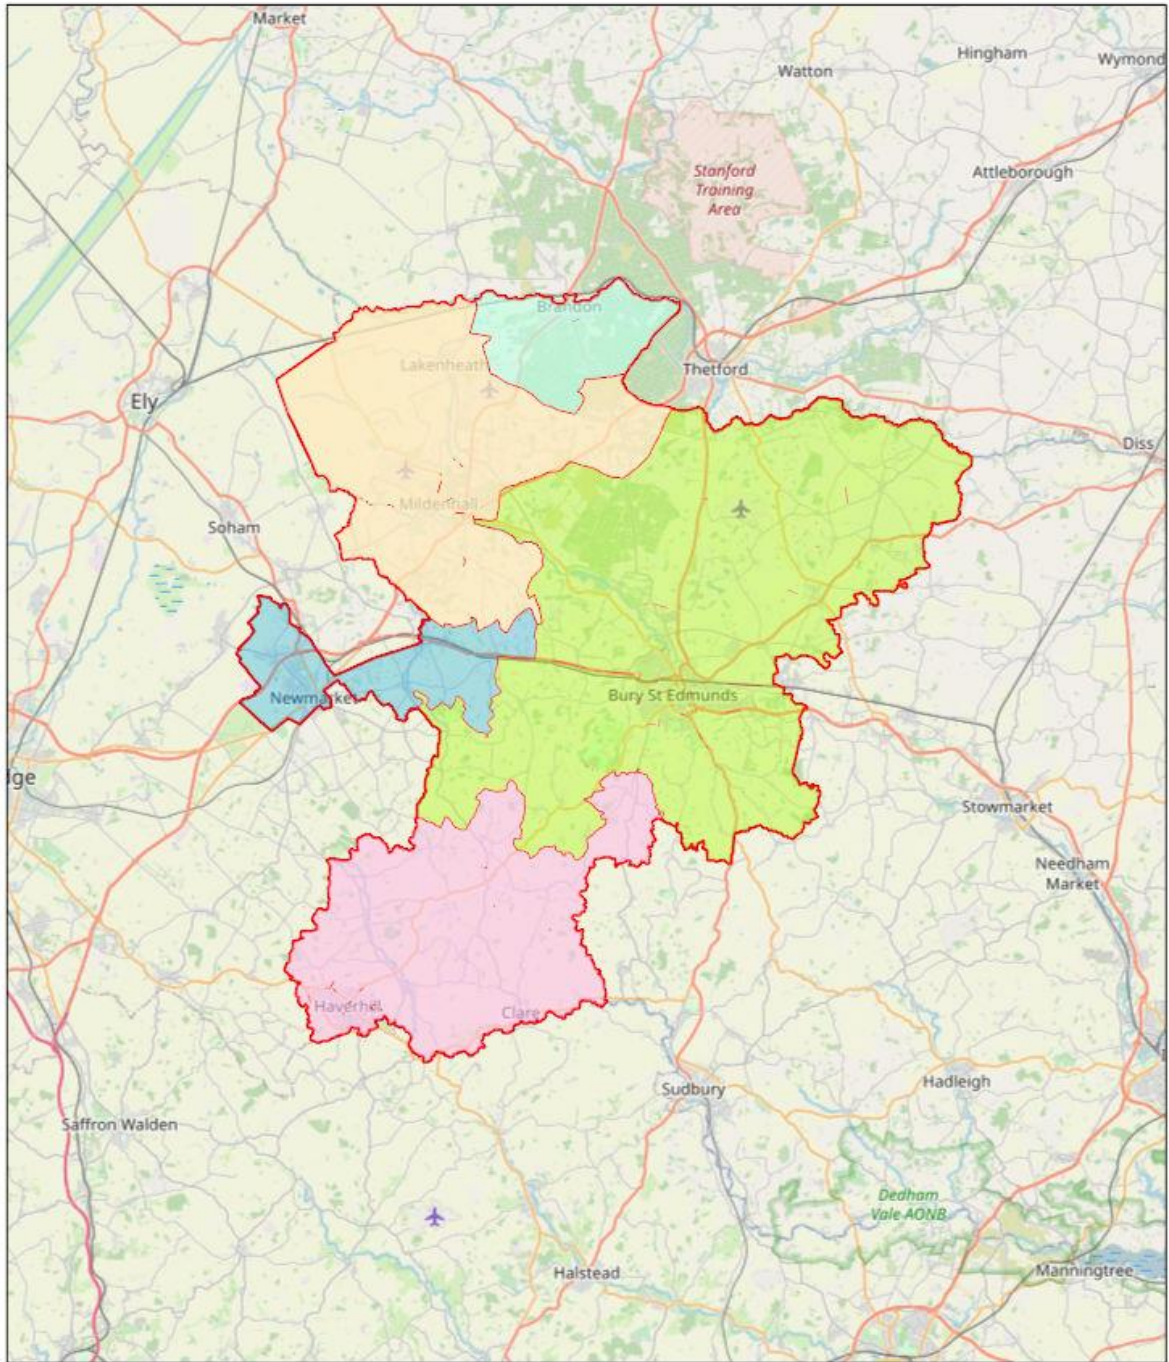 Market
Hingham
Wymond
Watton
Stanford
Training
Area
Attleborough
Brandon
Lakenheath
Thetford
Ely
Diss
Mildenhall
Soham
Newmarket
Bury St Edmunds
dge
Stowmarket
Needham
Market
Haverhill
Clare
Sudbury
Hadleigh
Saffron Walden
Dedham
Vale AONB
Halstead
Manningtree